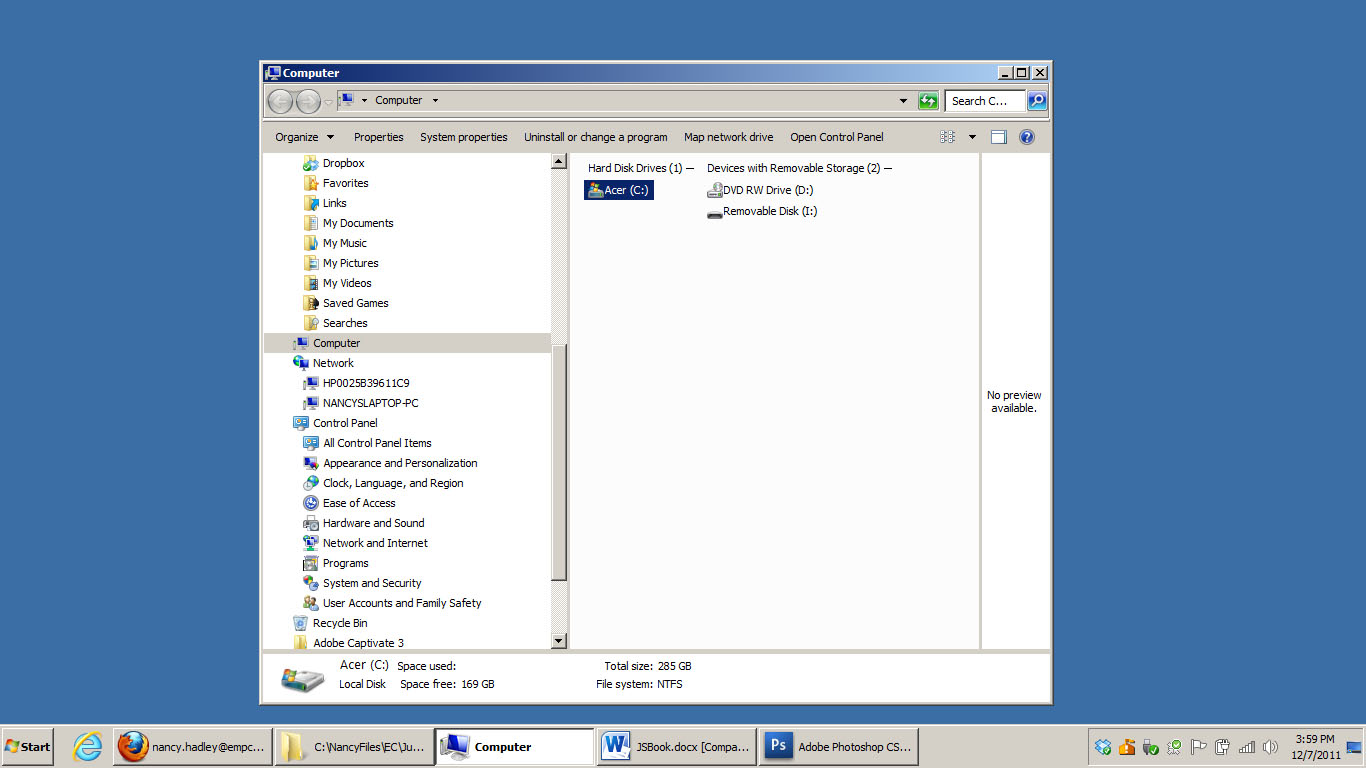 Computer
Computer
Search C...
Organize Properties System properties Uninstall or change a program Map network drive Open Control Panel
Dropbox
Favorites
Links
My Documents
My Music
My Pictures
My Videos
Saved Games
Searches
Computer
Network
HP0025B39611C9
NANCYSLAPTOP-PC
Control Panel
All Control Panel Items
Appearance and Personalization
Clock, Language, and Region
Ease of Access
Hardware and Sound
Network and Internet
Programs
System and Security
User Accounts and Family Safety
Recycle Bin
Adobe Captivate 3
Hard Disk Drives (1) Devices with Removable Storage (2)
Acer (C:) DVD RW Drive (D:)
Removable Disk (I:)
No preview
available.
Acer (C:) Space used: Total size: 285 GB
Local Disk Space free: 169 GB File system: NTFS
Start nancy.hadley@empc... C:\NancyFiles\EC\Ju... Computer W JSBook.docx [Compa... Ps Adobe Photoshop CS...
3:59 PM
12/7/2011